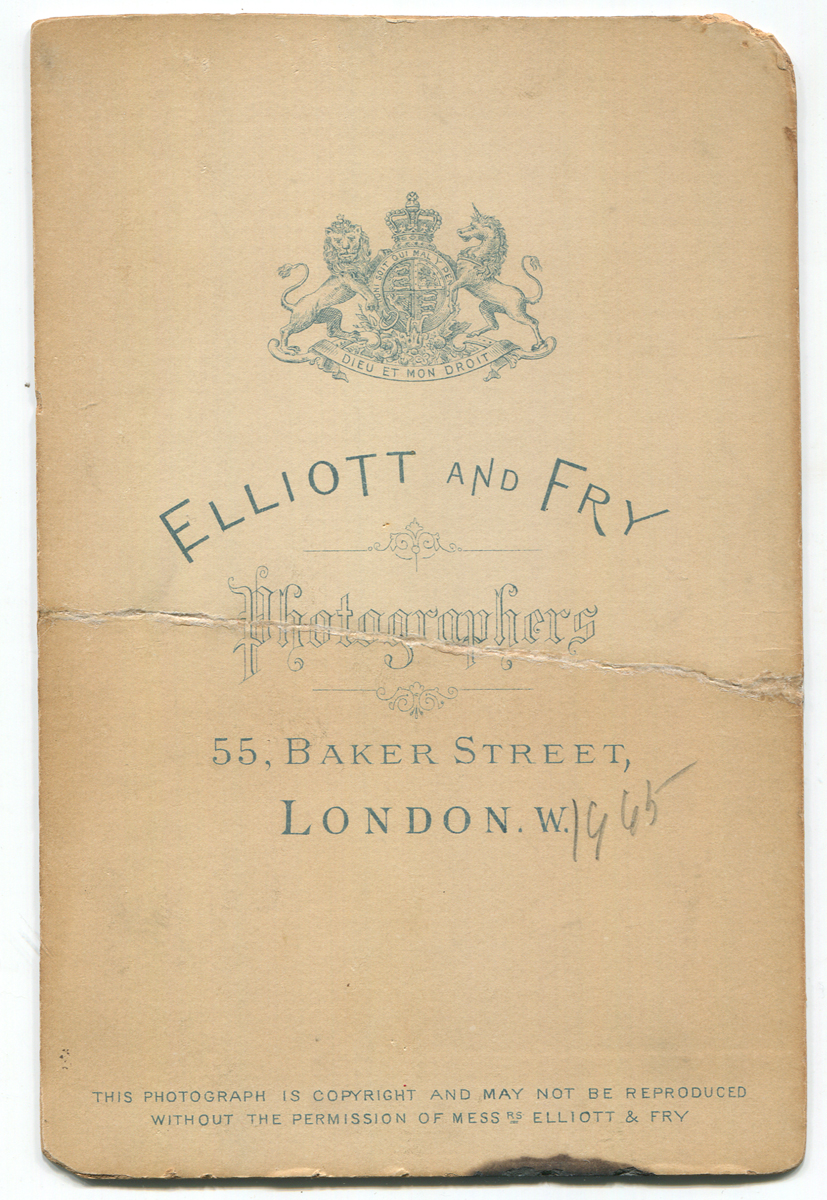 SOIT QUI MAL Y PENSE
DIEU ET MON DROIT
ELLIOTT AND FRY
Photographers
55, BAKER STREET,
LONDON. W.
1965
THIS PHOTOGRAPH IS COPYRIGHT AND MAY NOT BE REPRODUCED
WITHOUT THE PERMISSION OF MESSRS ELLIOTT & FRY